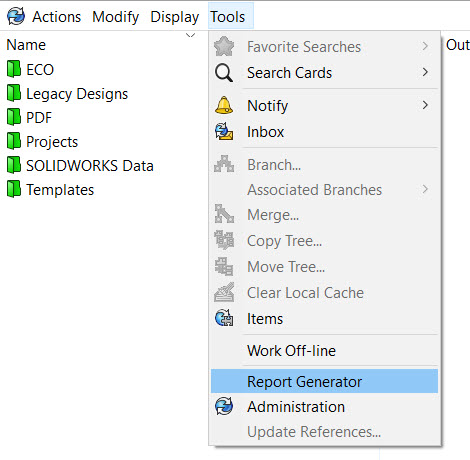 Actions Modify Display Tools
Name
ECO
Legacy Designs
PDF
Projects
SOLIDWORKS Data
Templates
Favorite Searches
Search Cards
Notify
Inbox
Branch...
Associated Branches
Merge...
Copy Tree...
Move Tree...
Clear Local Cache
Items
Work Off-line
Report Generator
Administration
Update References...
Out